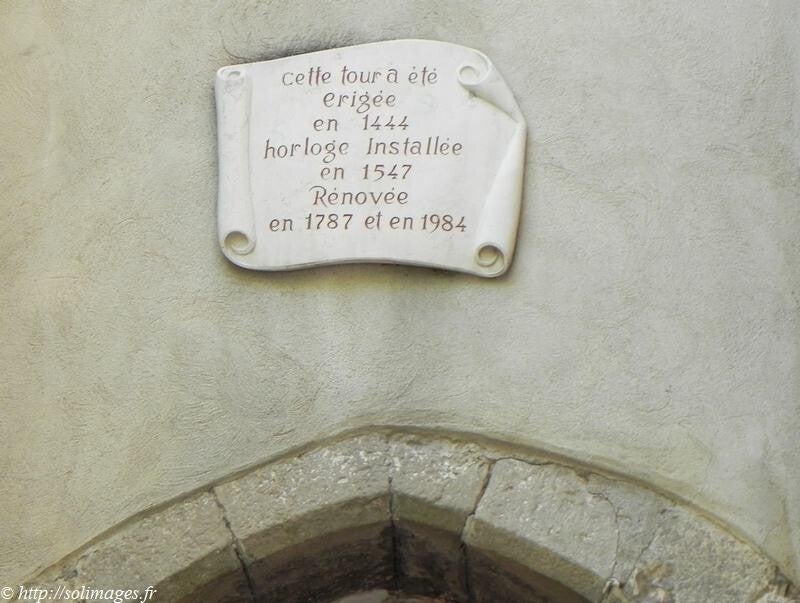 Cette tour a été
Erigée
en 1444
horloge Installée
en 1547
Rénovée
en 1787 et en 1984
© http://solimages.fr